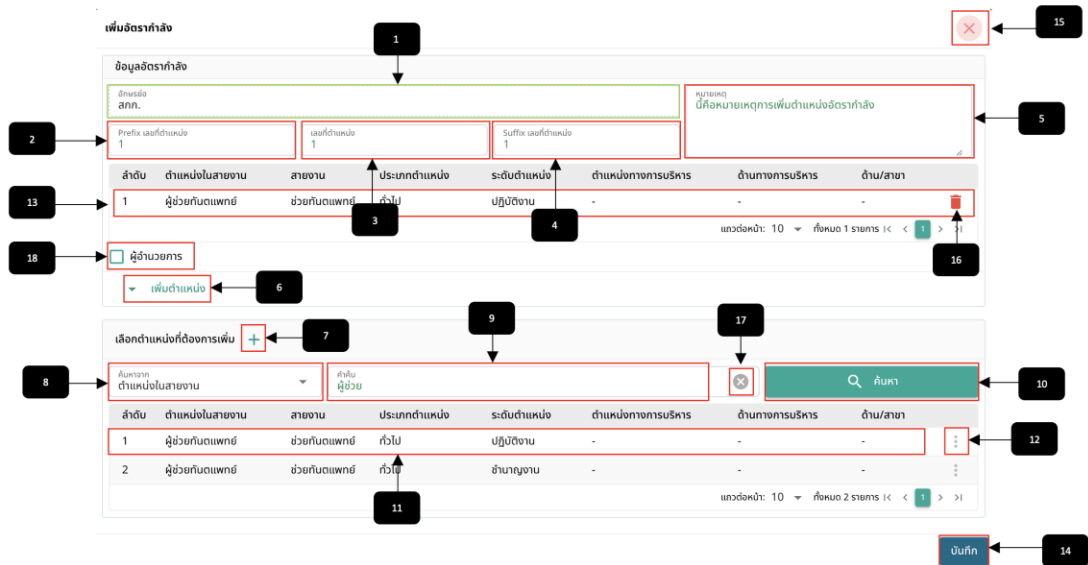 เพิ่มอัตรากำลัง
15
1
ข้อมูลอัตรากำลัง
อักษรย่อ
สกก.
หมายเหตุ
นี้คือหมายเหตุการเพิ่มตำแหน่งอัตรากำลัง
5
2
Prefix เลขที่ตำแหน่ง
1
เลขที่ตำแหน่ง
1
Suffix เลขที่ตำแหน่ง
1
ลำดับ ตำแหน่งในสายงาน สายงาน ประเภทตำแหน่ง ระดับตำแหน่ง ตำแหน่งทางการบริหาร ด้านทางการบริหาร ด้าน/สาขา
13
1 ผู้ช่วยทันตแพทย์ ช่วยทันตแพทย์ ทั่วไป ปฏิบัติงาน - - -
3
4
แถวต่อหน้า: 10 ทั้งหมด 1 รายการ 1
18
ผู้อำนวยการ
16
เพิ่มตำแหน่ง
6
9
17
เลือกตำแหน่งที่ต้องการเพิ่ม
7
8
ค้นหาจาก
ตำแหน่งในสายงาน
คำค้น
ผู้ช่วย
ค้นหา
10
ลำดับ ตำแหน่งในสายงาน สายงาน ประเภทตำแหน่ง ระดับตำแหน่ง ตำแหน่งทางการบริหาร ด้านทางการบริหาร ด้าน/สาขา
1 ผู้ช่วยทันตแพทย์ ช่วยทันตแพทย์ ทั่วไป ปฏิบัติงาน - - -
12
2 ผู้ช่วยทันตแพทย์ ช่วยทันตแพทย์ ทั่วไป ชำนาญงาน - - -
11
แถวต่อหน้า: 10 ทั้งหมด 2 รายการ 1
บันทึก
14